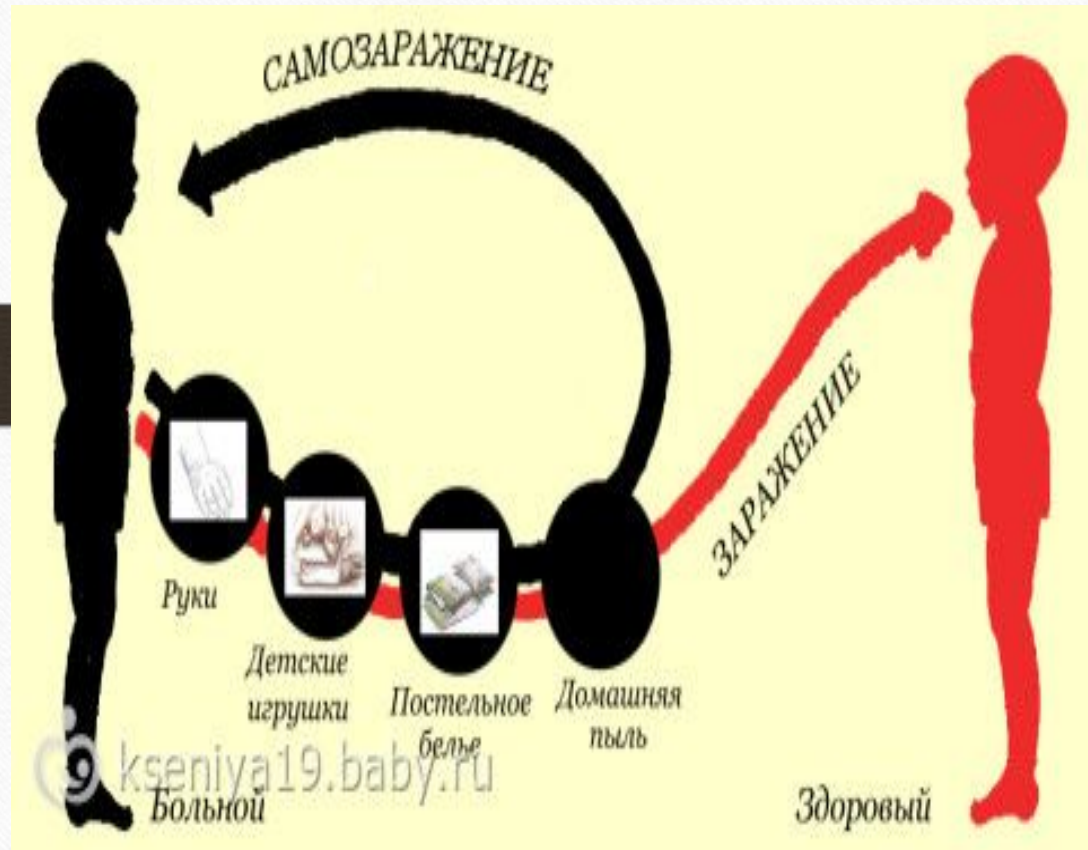 САМОЗАРАЖЕНИЕ
ЗАРАЖЕНИЕ
Руки
Детские
игрушки
Постельное
белье
Домашняя
пыль
kseniya19.baby.ru
Больной
Здоровый